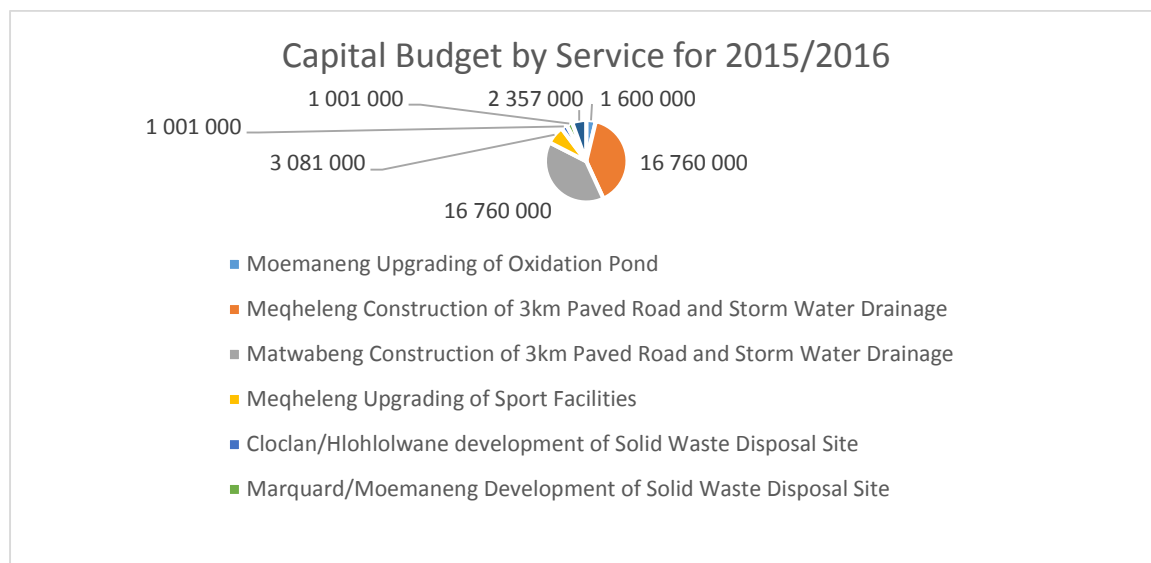 Capital Budget by Service for 2015/2016
1 001 000
2 357 000
1 600 000
1 001 000
3 081 000
16 760 000
16 760 000
Moemaneng Upgrading of Oxidation Pond
Meqheleng Construction of 3km Paved Road and Storm Water Drainage
Matwabeng Construction of 3km Paved Road and Storm Water Drainage
Meqheleng Upgrading of Sport Facilities
Cloclan/Hlohlolwane development of Solid Waste Disposal Site
Marquard/Moemaneng Development of Solid Waste Disposal Site